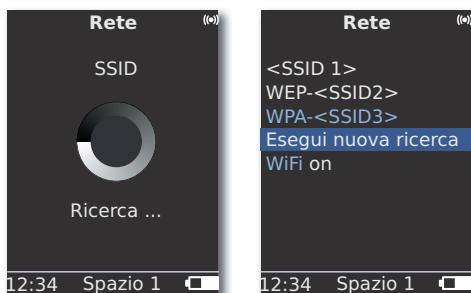 Rete
SSID
Ricerca ...
12:34 Spazio 1
Rete
<SSID 1>
WEP-<SSID2>
WPA-<SSID3>
Esegui nuova ricerca
WiFi on
12:34 Spazio 1